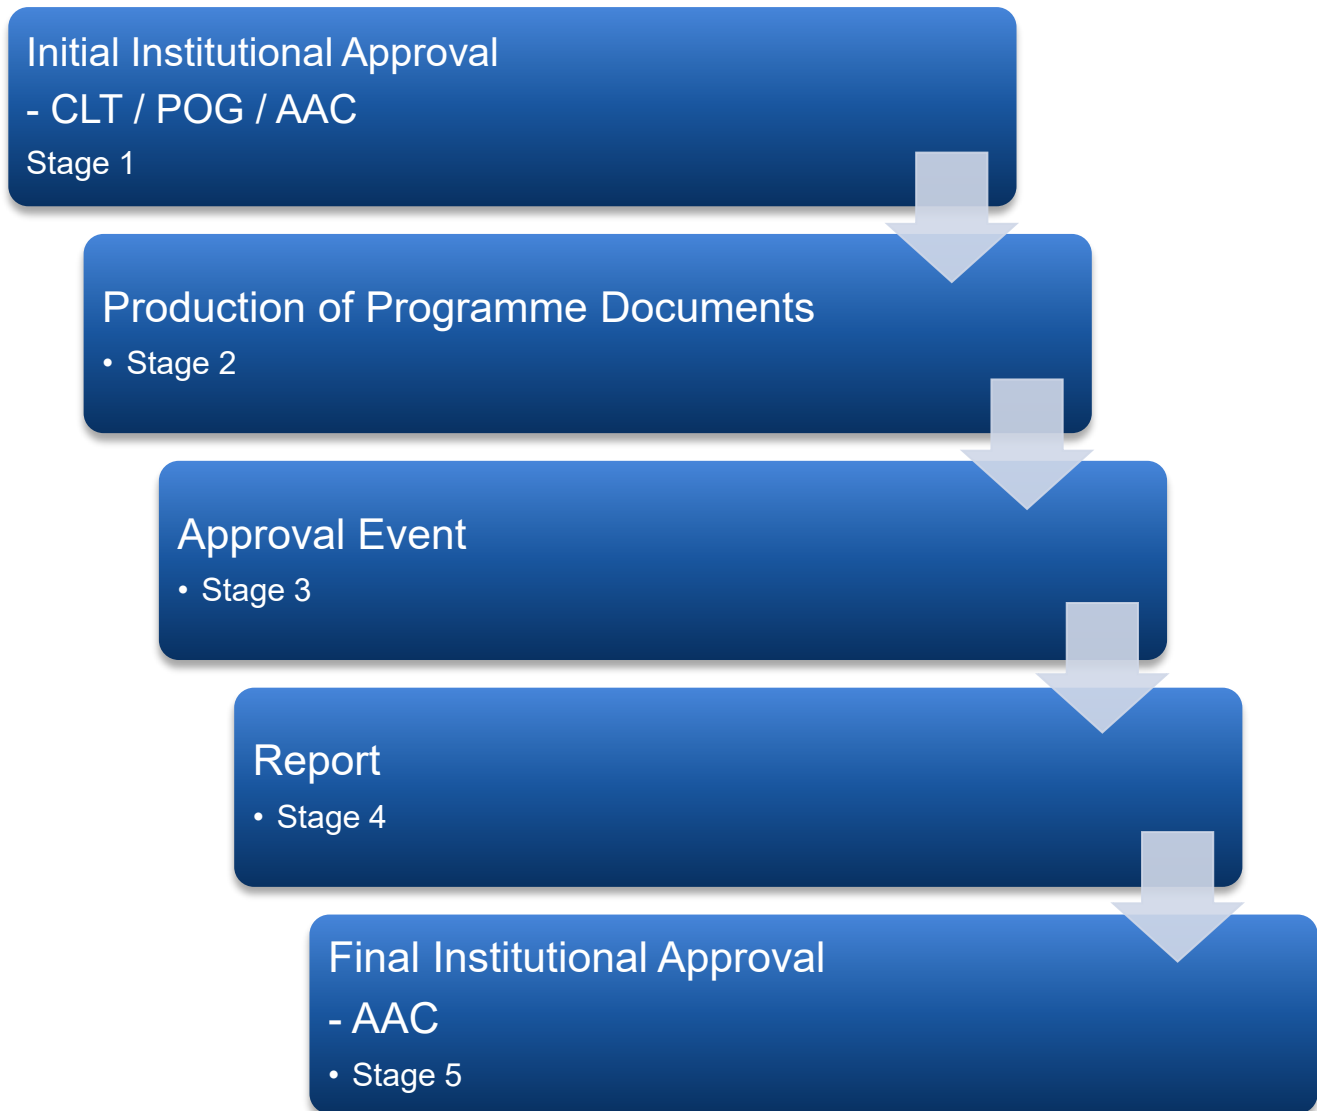 Initial Institutional Approval
- CLT / POG / AAC
Stage 1
Production of Programme Documents
• Stage 2
Approval Event
• Stage 3
Report
• Stage 4
Final Institutional Approval
- AAC
• Stage 5